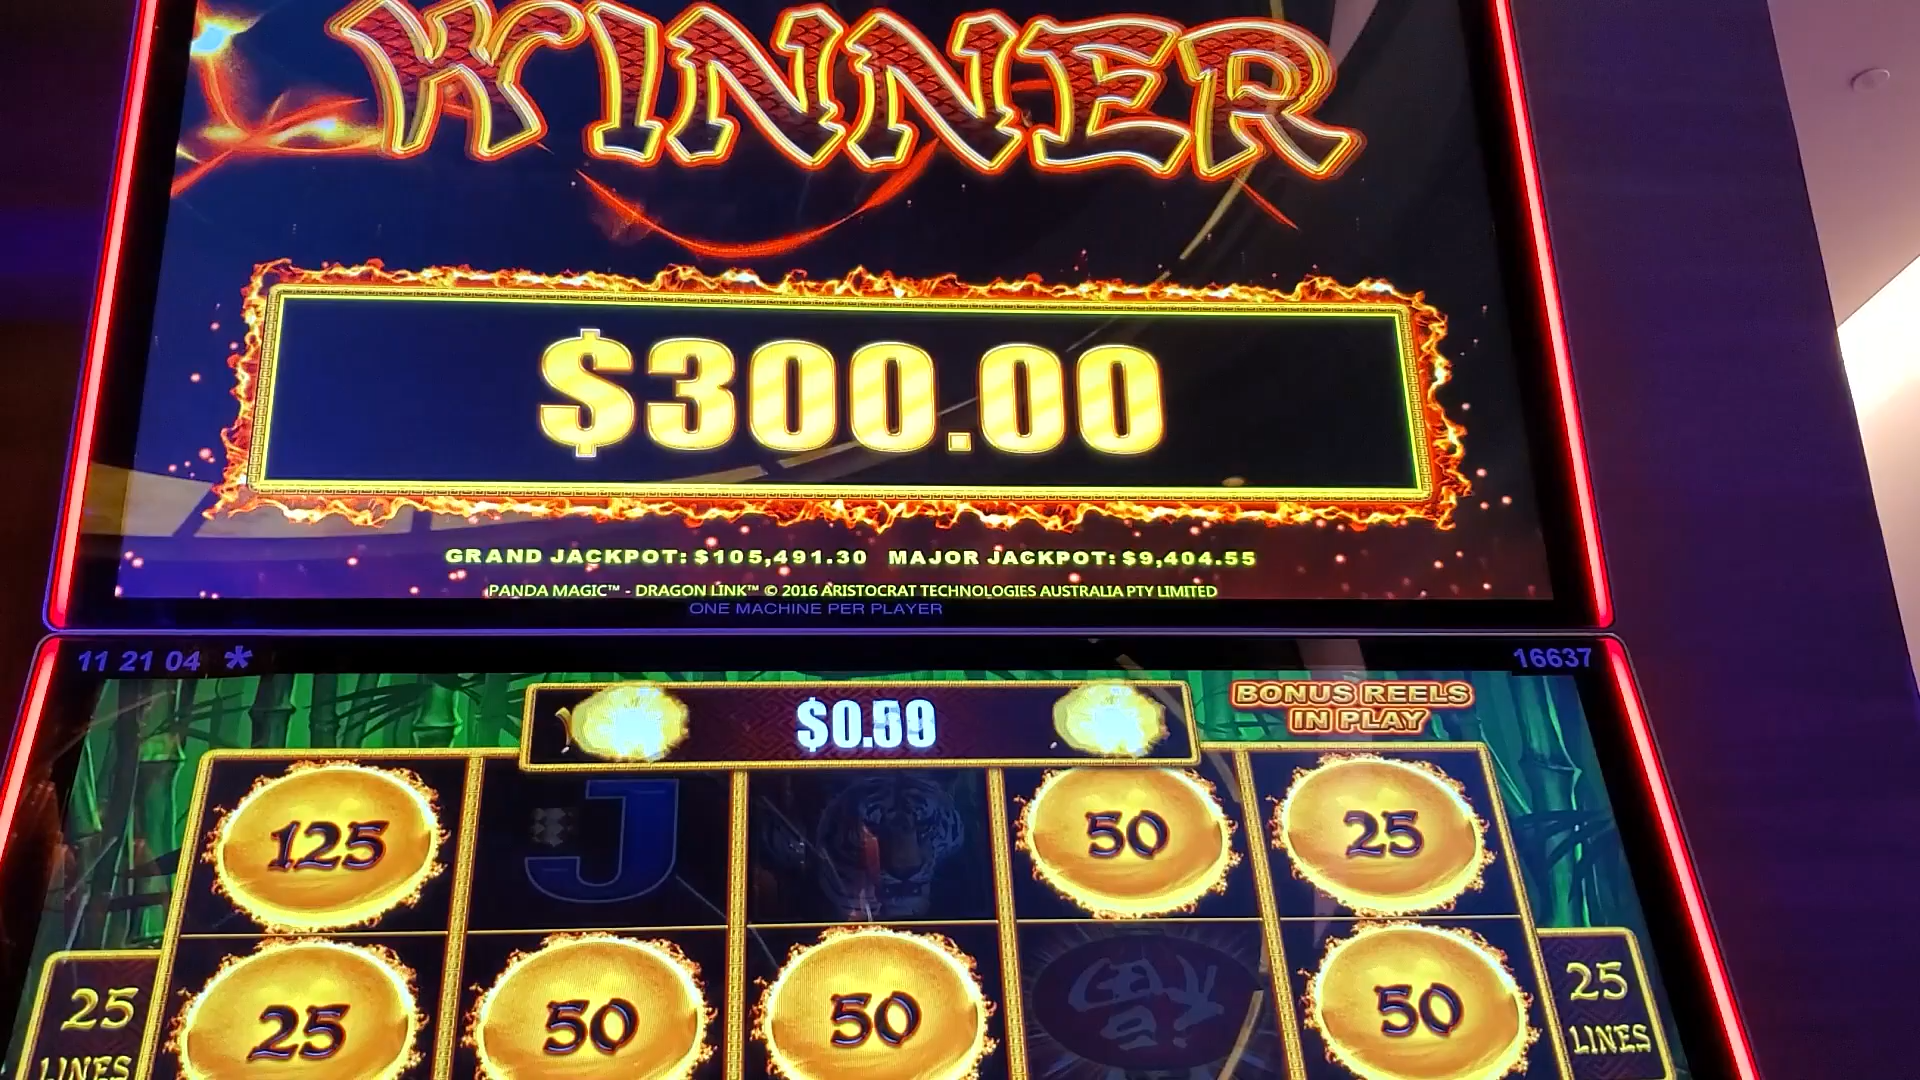 WINNER
$300.00
GRAND JACKPOT: $105,491.30 MAJOR JACKPOT: $9,404.55
PANDA MAGIC™ - DRAGON LINK™ © 2016 ARISTOCRAT TECHNOLOGIES AUSTRALIA PTY LIMITED
ONE MACHINE PER PLAYER
11 21 04 * 16637
BONUS REELS
IN PLAY
125 J 50 25
25 50 50 50
25 LINES
25 LINES